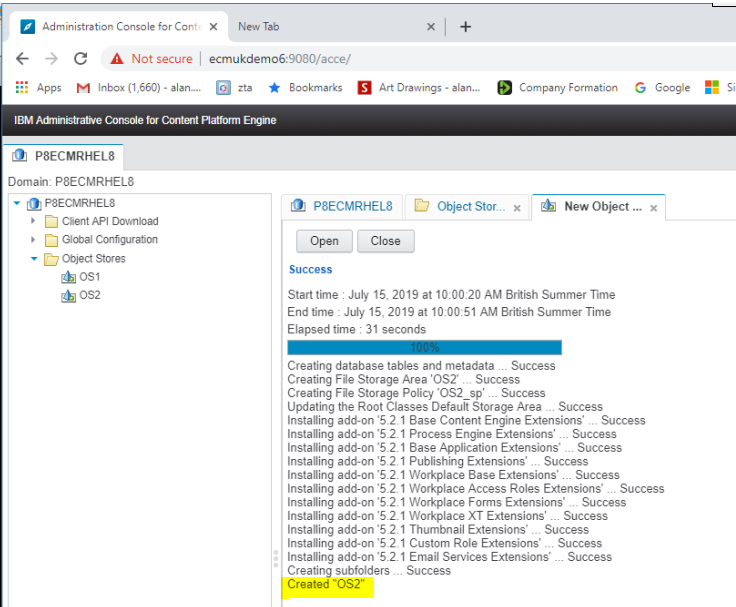 Administration Console for Conte
New Tab
Not secure | ecmukdemo6:9080/acce/
Apps Inbox (1,660) - alan.... zta Bookmarks Art Drawings - alan... Company Formation Google Si
IBM Administrative Console for Content Platform Engine
P8ECMRHEL8
Domain: P8ECMRHEL8
P8ECMRHEL8
Client API Download
Global Configuration
Object Stores
OS1
OS2
P8ECMRHEL8 Object Stor... New Object ...
Open Close
Success
Start time : July 15, 2019 at 10:00:20 AM British Summer Time
End time : July 15, 2019 at 10:00:51 AM British Summer Time
Elapsed time : 31 seconds
100%
Creating database tables and metadata ... Success
Creating File Storage Area 'OS2' ... Success
Creating File Storage Policy 'OS2_sp' ... Success
Updating the Root Classes Default Storage Area ... Success
Installing add-on '5.2.1 Base Content Engine Extensions' ... Success
Installing add-on '5.2.1 Process Engine Extensions' ... Success
Installing add-on '5.2.1 Base Application Extensions' ... Success
Installing add-on '5.2.1 Publishing Extensions' ... Success
Installing add-on '5.2.1 Workplace Base Extensions' ... Success
Installing add-on '5.2.1 Workplace Access Roles Extensions' ... Success
Installing add-on '5.2.1 Workplace Forms Extensions' ... Success
Installing add-on '5.2.1 Workplace XT Extensions' ... Success
Installing add-on '5.2.1 Thumbnail Extensions' ... Success
Installing add-on '5.2.1 Custom Role Extensions' ... Success
Installing add-on '5.2.1 Email Services Extensions' ... Success
Creating subfolders ... Success
Created "OS2"